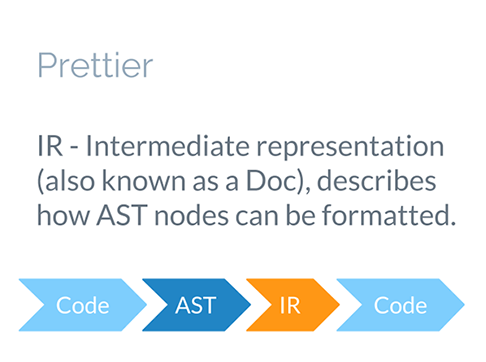 Prettier
IR - Intermediate representation
(also known as a Doc), describes
how AST nodes can be formatted.
Code AST IR Code